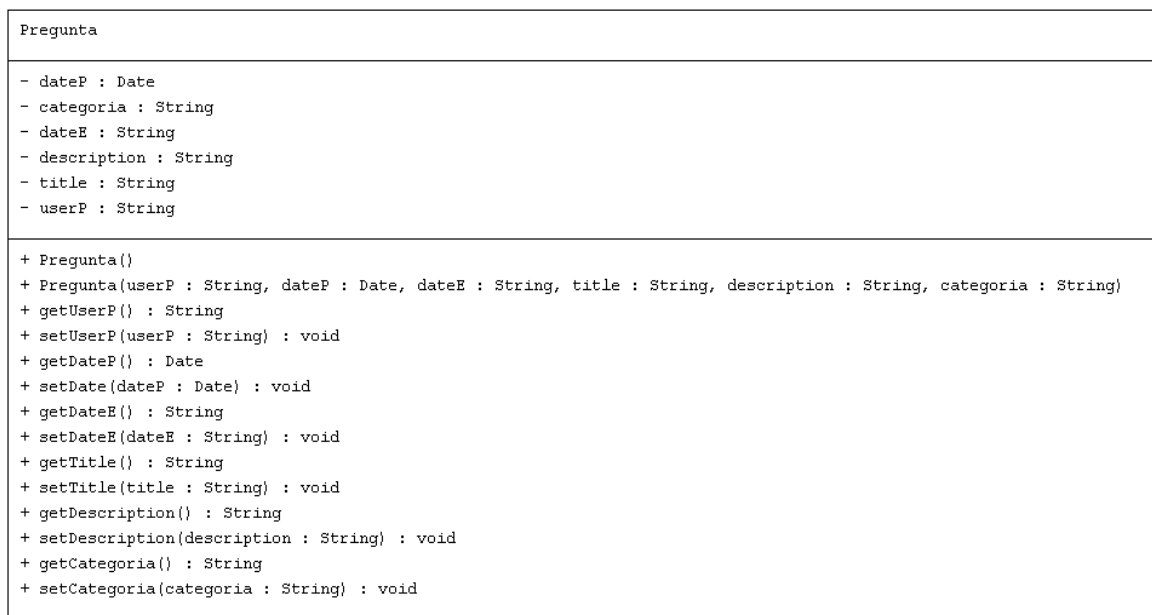 Pregunta
- dateP : Date
- categoria : String
- dateE : String
- description : String
- title : String
- userP : String
+ Pregunta()
+ Pregunta(userP : String, dateP : Date, dateE : String, title : String, description : String, categoria : String)
+ getUserP() : String
+ setUserP(userP : String) : void
+ getDateP() : Date
+ setDate(dateP : Date) : void
+ getDateE() : String
+ setDateE(dateE : String) : void
+ getTitle() : String
+ setTitle(title : String) : void
+ getDescription() : String
+ setDescription(description : String) : void
+ getCategoria() : String
+ setCategoria(categoria : String) : void